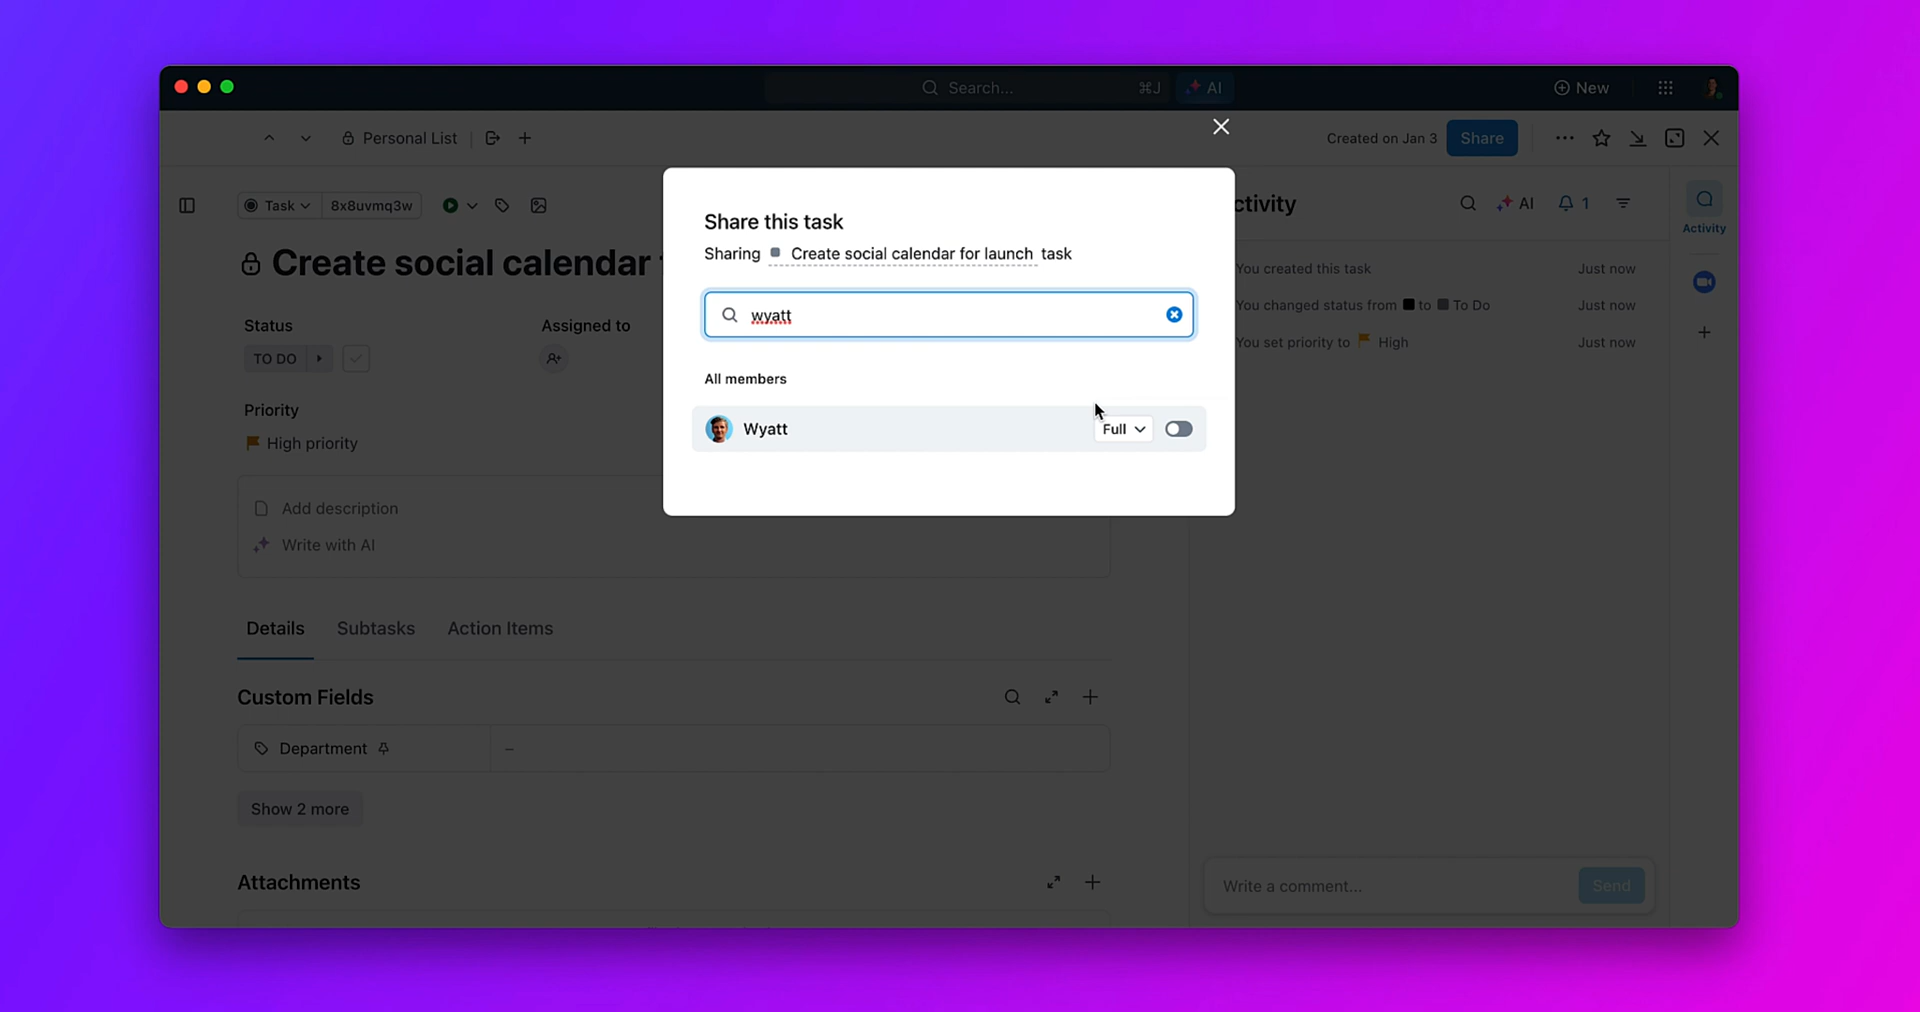 Search... ⌘J AI New
Personal List Created on Jan 3 Share
Task 8x8uvmq3w
Create social calendar
Status Assigned to
TO DO
Priority
High priority
Add description
Write with AI
Details Subtasks Action Items
Custom Fields
Department –
Show 2 more
Attachments
Share this task
Sharing Create social calendar for launch task
wyatt
All members
Wyatt Full
ctivity AI 1
You created this task Just now
You changed status from to To Do Just now
You set priority to High Just now
Write a comment... Send
Activity